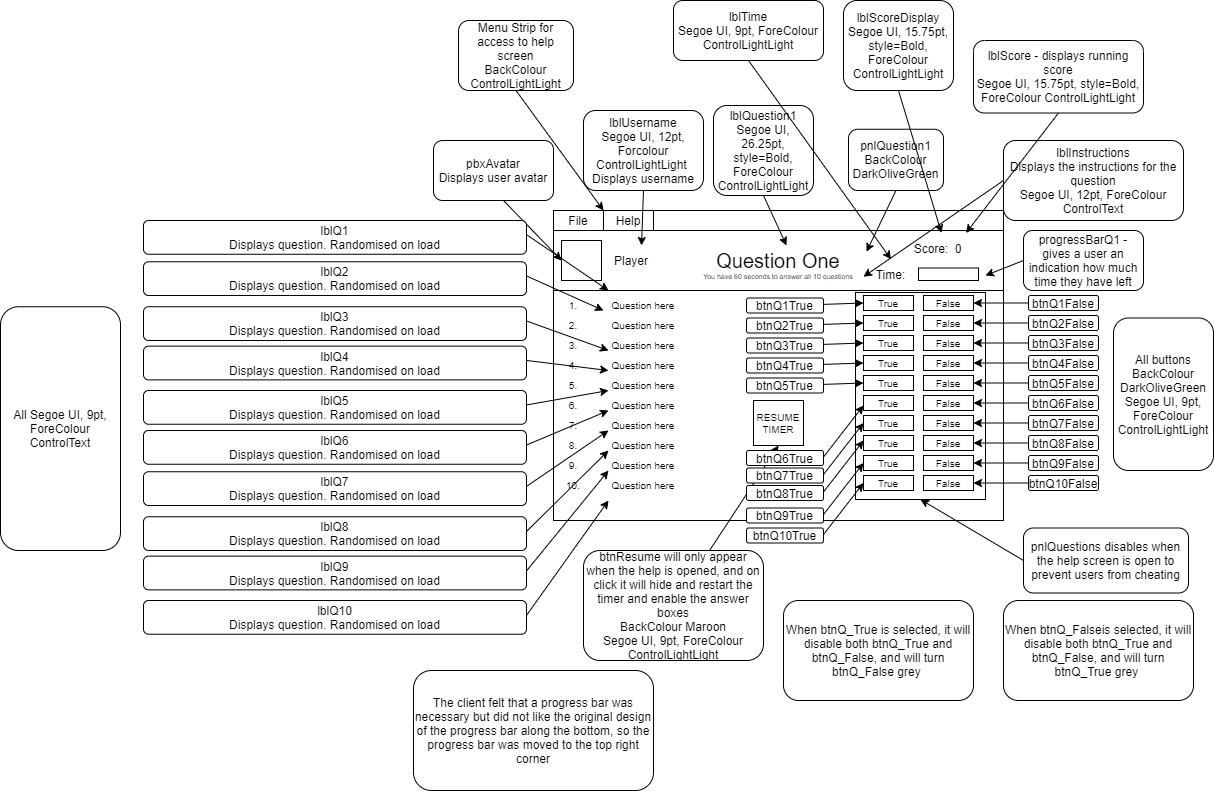 lblTime
Segoe UI, 9pt, ForeColour
ControlLightLight
lblScoreDisplay
Segoe UI, 15.75pt,
style=Bold,
ForeColour
ControlLightLight
Menu Strip for
access to help
screen
BackColour
ControlLightLight
lblScore - displays running
score
Segoe UI, 15.75pt, style=Bold,
ForeColour ControlLightLight
lblUsername
Segoe UI, 12pt,
Forcolour
ControlLightLight
Displays username
lblQuestion1
Segoe UI,
26.25pt,
style=Bold,
ForeColour
ControlLightLight
pnlQuestion1
BackColour
DarkOliveGreen
lblInstructions
Displays the instructions for the
question
Segoe UI, 12pt, ForeColour
ControlText
pbxAvatar
Displays user avatar
File
Help
Player
Question One
You have 60 seconds to answer all 10 questions
Score: 0
Time:
progressBarQ1 -
gives a user an
indication how much
time they have left
lblQ1
Displays question. Randomised on load
lblQ2
Displays question. Randomised on load
lblQ3
Displays question. Randomised on load
lblQ4
Displays question. Randomised on load
lblQ5
Displays question. Randomised on load
lblQ6
Displays question. Randomised on load
lblQ7
Displays question. Randomised on load
lblQ8
Displays question. Randomised on load
lblQ9
Displays question. Randomised on load
lblQ10
Displays question. Randomised on load
All Segoe UI, 9pt,
ForeColour
ControlText
1. Question here
2. Question here
3. Question here
4. Question here
5. Question here
6. Question here
7. Question here
8. Question here
9. Question here
10. Question here
btnQ1True
btnQ2True
btnQ3True
btnQ4True
btnQ5True
RESUME
TIMER
btnQ6True
btnQ7True
btnQ8True
btnQ9True
btnQ10True
True False
True False
True False
True False
True False
True False
True False
True False
True False
True False
btnQ1False
btnQ2False
btnQ3False
btnQ4False
btnQ5False
btnQ6False
btnQ7False
btnQ8False
btnQ9False
btnQ10False
All buttons
BackColour
DarkOliveGreen
Segoe UI, 9pt,
ForeColour
ControlLightLight
btnResume will only appear
when the help is opened, and on
click it will hide and restart the
timer and enable the answer
boxes
BackColour Maroon
Segoe UI, 9pt, ForeColour
ControlLightLight
pnlQuestions disables when
the help screen is open to
prevent users from cheating
When btnQ_True is selected, it will
disable both btnQ_True and
btnQ_False, and will turn
btnQ_False grey
When btnQ_Falseis selected, it will
disable both btnQ_True and
btnQ_False, and will turn
btnQ_True grey
The client felt that a progress bar was
necessary but did not like the original design
of the progress bar along the bottom, so the
progress bar was moved to the top right
corner